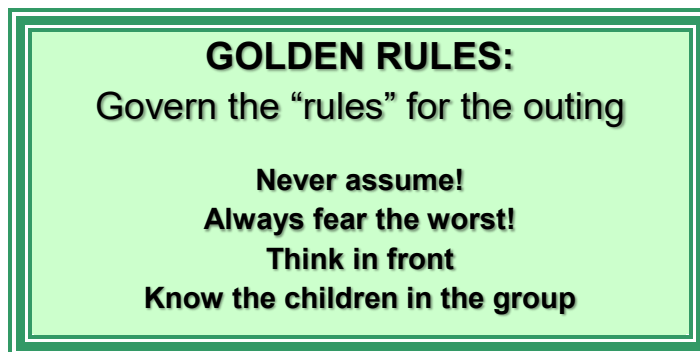 GOLDEN RULES:
Govern the “rules” for the outing
Never assume!
Always fear the worst!
Think in front
Know the children in the group